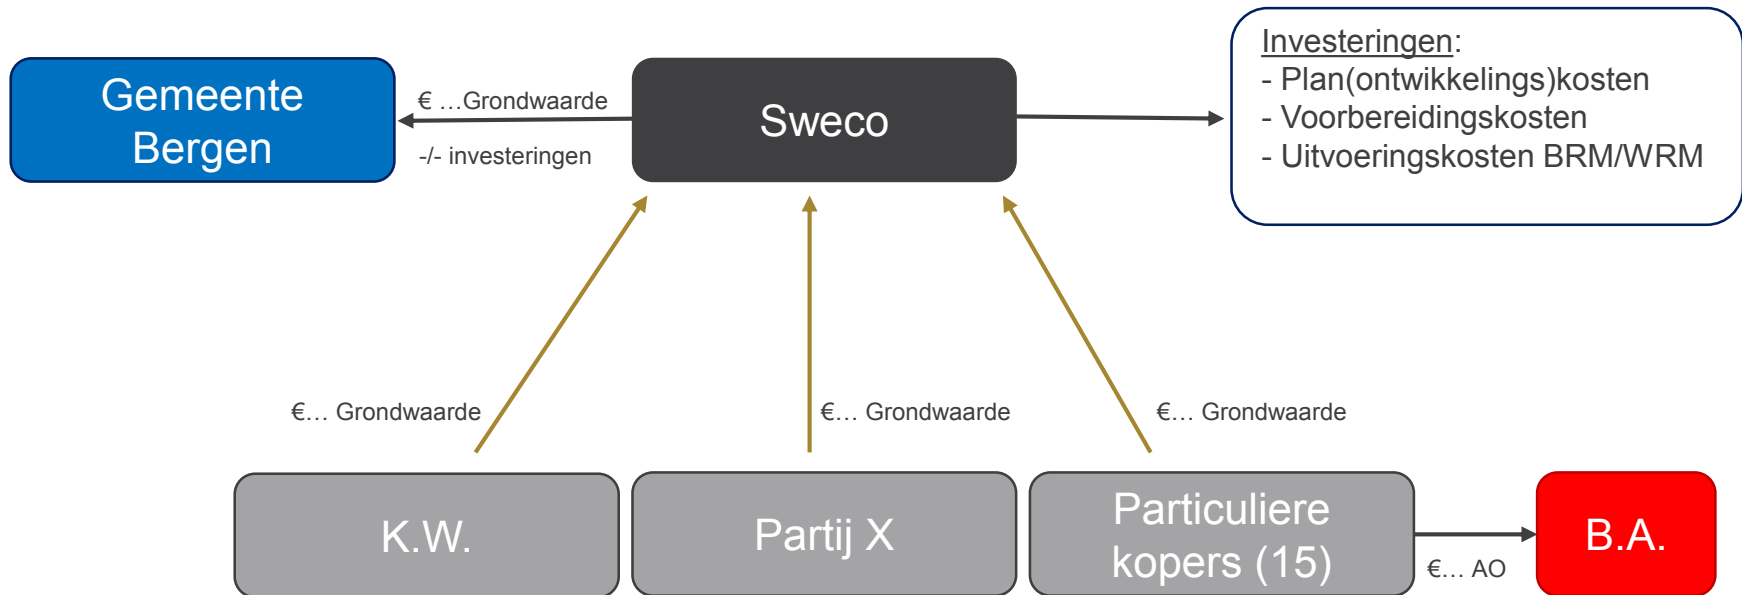 Gemeente
Bergen
€ …Grondwaarde
-/- investeringen
Sweco
Investeringen:
- Plan(ontwikkelings)kosten
- Voorbereidingskosten
- Uitvoeringskosten BRM/WRM
€… Grondwaarde
€… Grondwaarde
€… Grondwaarde
K.W.
Partij X
Particuliere
kopers (15)
€… AO
B.A.